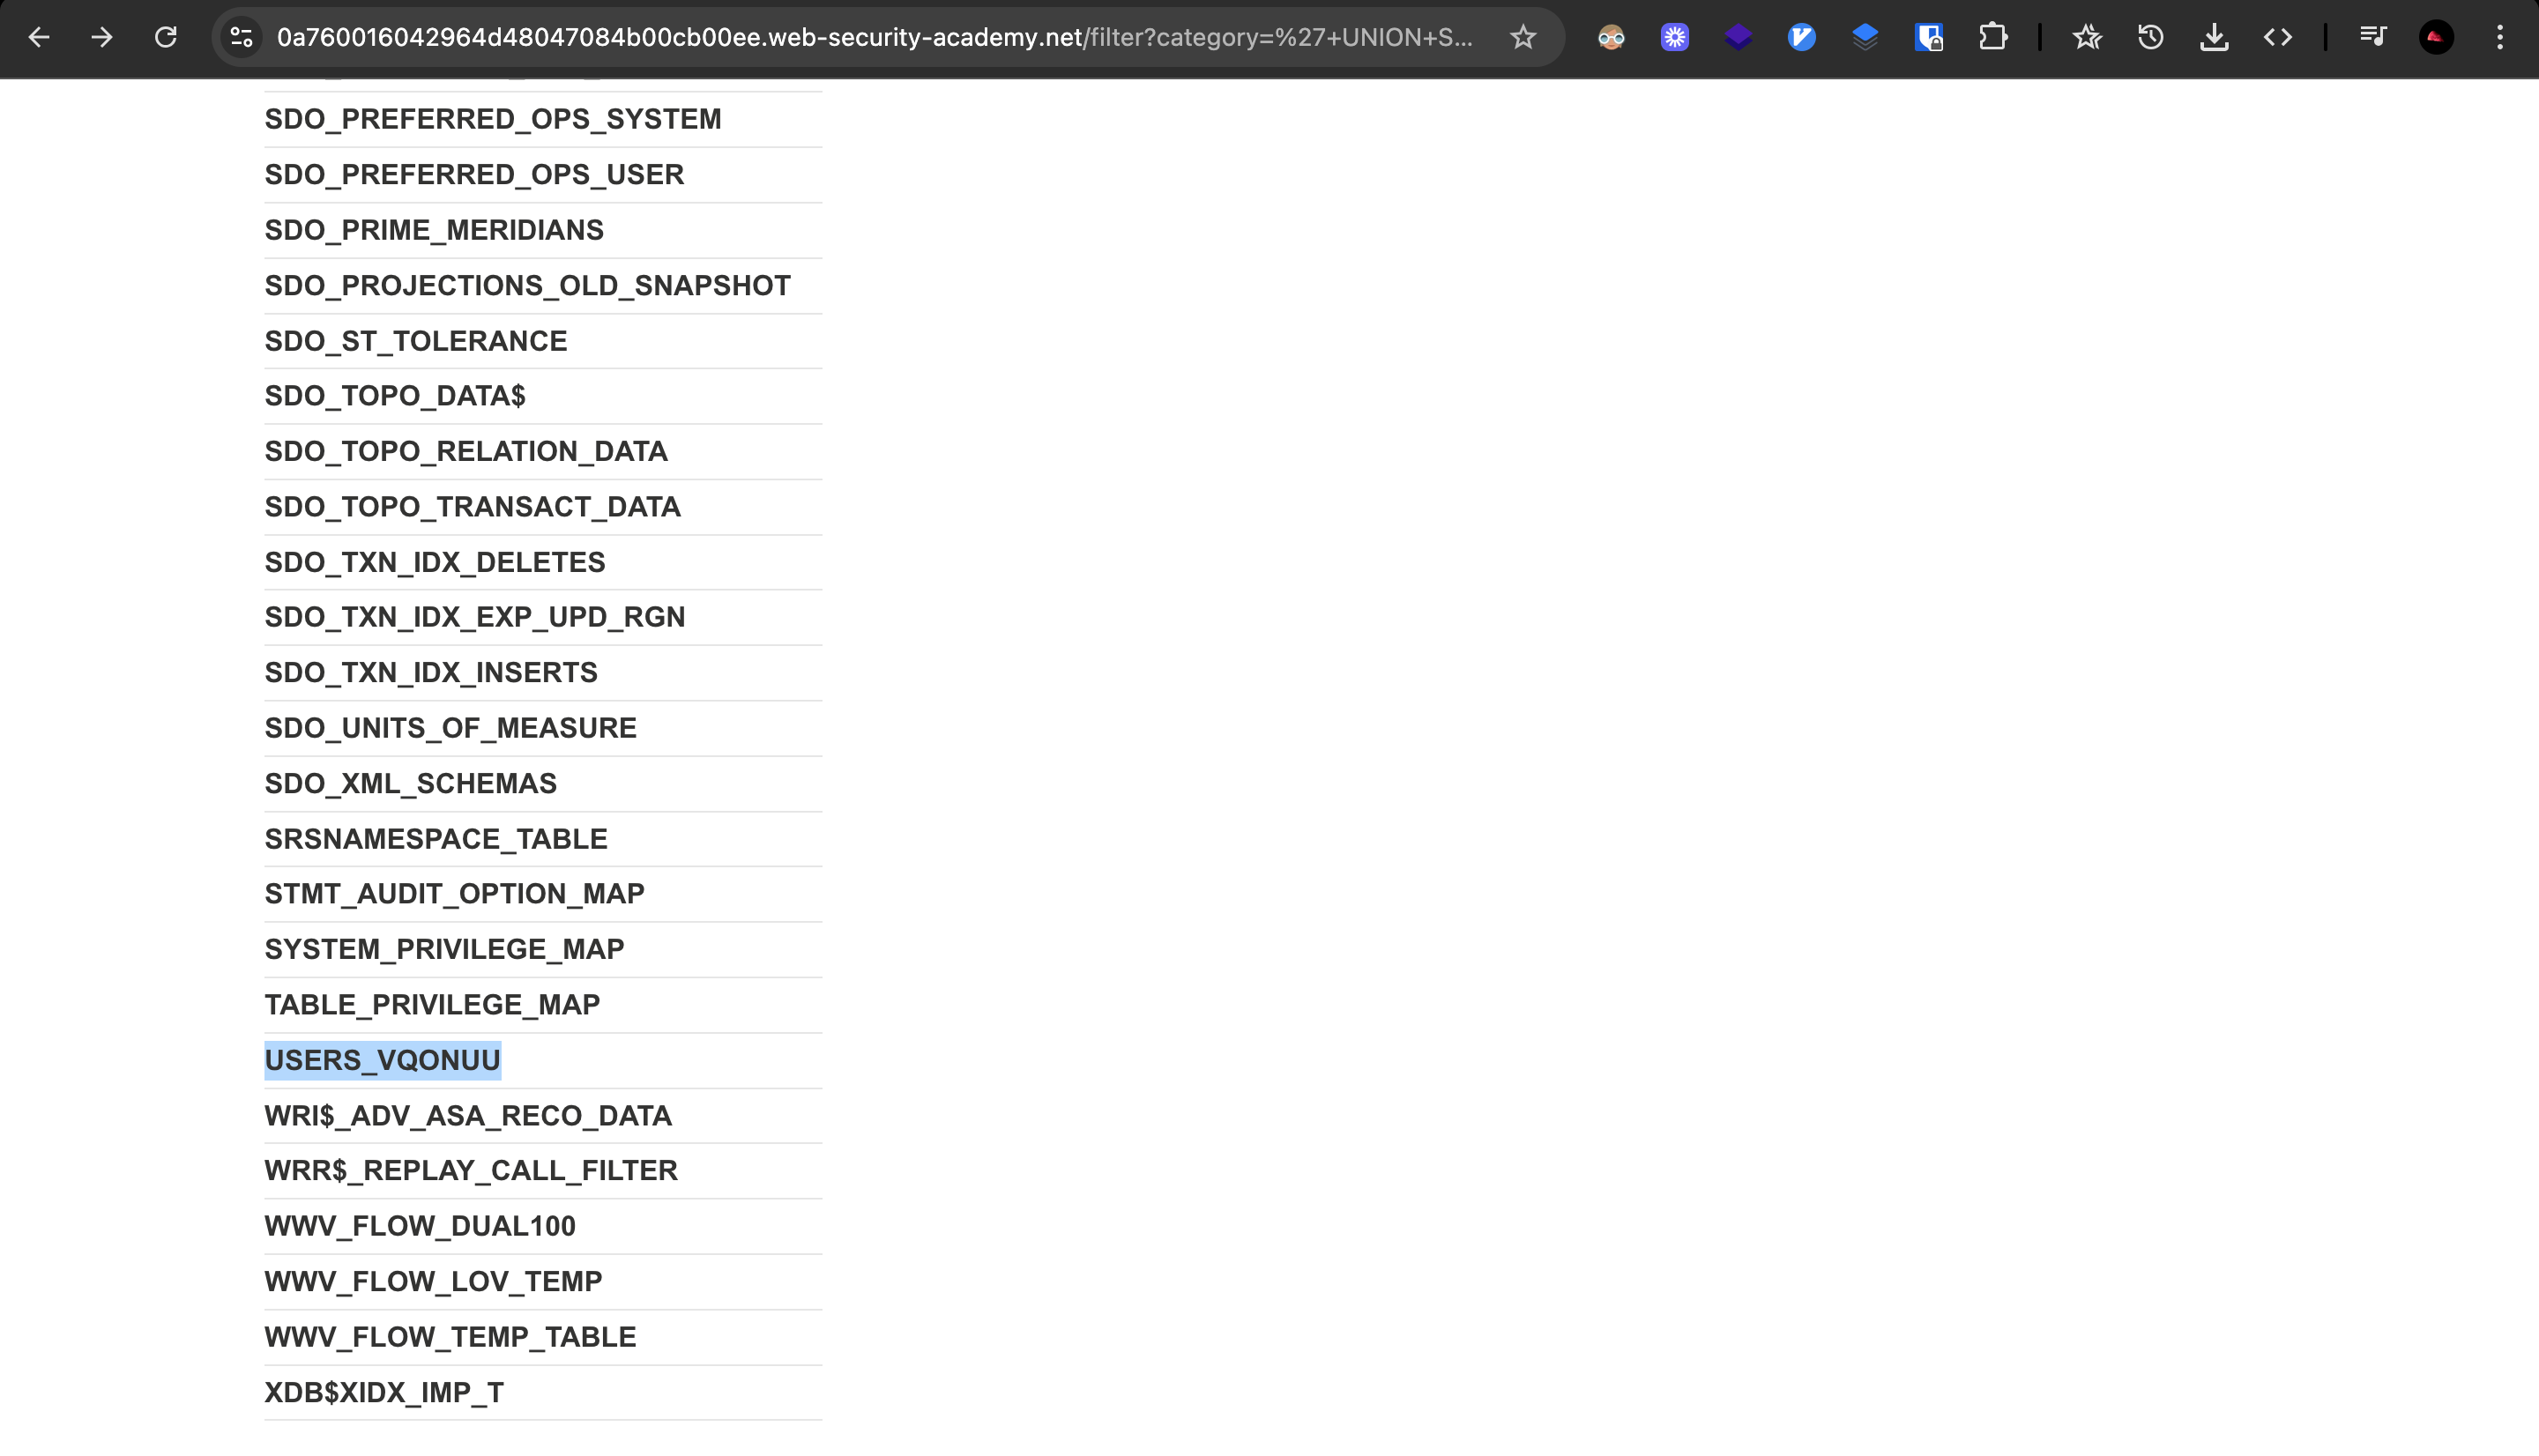 0a760016042964d48047084b00cb00ee.web-security-academy.net/filter?category=%27+UNION+S...
SDO_PREFERRED_OPS_SYSTEM
SDO_PREFERRED_OPS_USER
SDO_PRIME_MERIDIANS
SDO_PROJECTIONS_OLD_SNAPSHOT
SDO_ST_TOLERANCE
SDO_TOPO_DATA$
SDO_TOPO_RELATION_DATA
SDO_TOPO_TRANSACT_DATA
SDO_TXN_IDX_DELETES
SDO_TXN_IDX_EXP_UPD_RGN
SDO_TXN_IDX_INSERTS
SDO_UNITS_OF_MEASURE
SDO_XML_SCHEMAS
SRSNAMESPACE_TABLE
STMT_AUDIT_OPTION_MAP
SYSTEM_PRIVILEGE_MAP
TABLE_PRIVILEGE_MAP
USERS_VQONUU
WRI$_ADV_ASA_RECO_DATA
WRR$_REPLAY_CALL_FILTER
WWV_FLOW_DUAL100
WWV_FLOW_LOV_TEMP
WWV_FLOW_TEMP_TABLE
XDB$XIDX_IMP_T